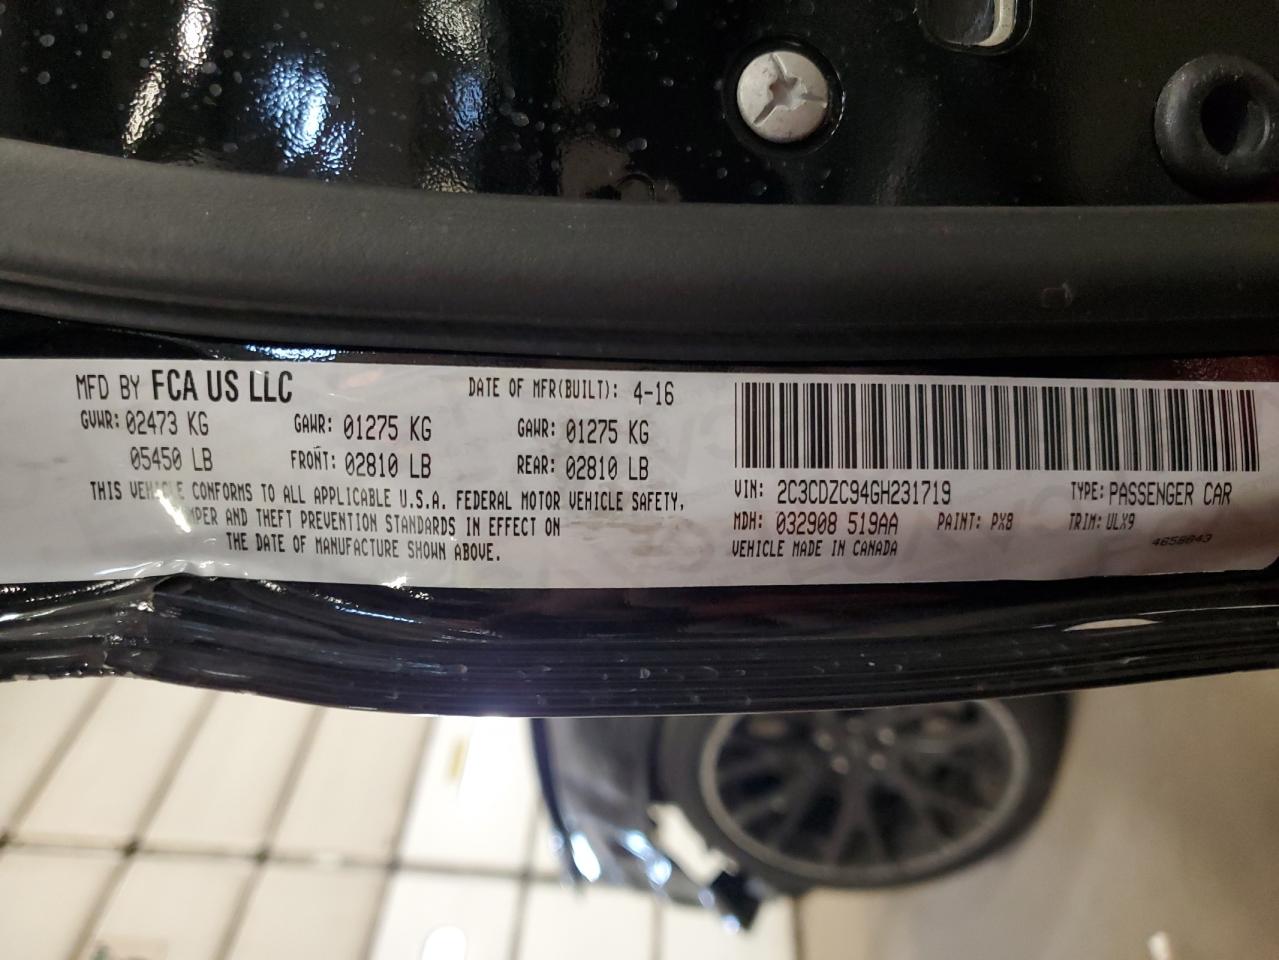 MFD BY FCA US LLC DATE OF MFR(BUILT): 4-16
GVWR: 02473 KG GAWR: 01275 KG GAWR: 01275 KG
05450 LB FRONT: 02810 LB REAR: 02810 LB
THIS CONFORMS TO ALL APPLICABLE U.S.A. FEDERAL MOTOR VEHICLE SAFETY,
MPER AND THEFT PREVENTION STANDARDS IN EFFECT ON
THE DATE OF MANUFACTURE SHOWN ABOVE.
VIN: 2C3CDZC94GH231719 TYPE: PASSENGER CAR
MDH: 032908 519AA PAINT: PX8 TRIM: ULX9
VEHICLE MADE IN CANADA 4658643